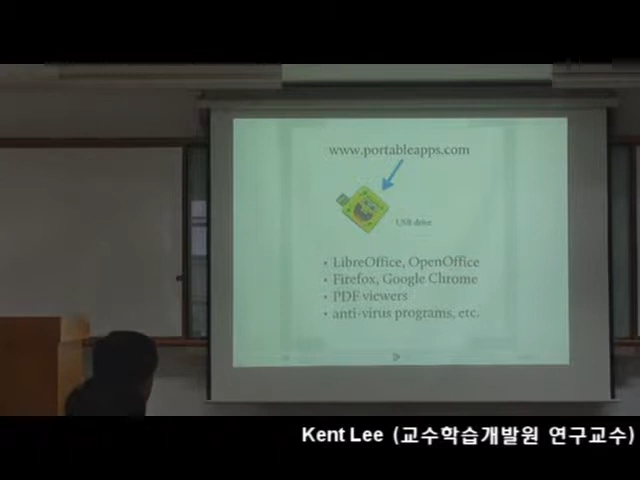 www.portableapps.com
USB drive
• LibreOffice, OpenOffice
• Firefox, Google Chrome
• PDF viewers
• anti-virus programs, etc.
Kent Lee (교수학습개발원 연구교수)